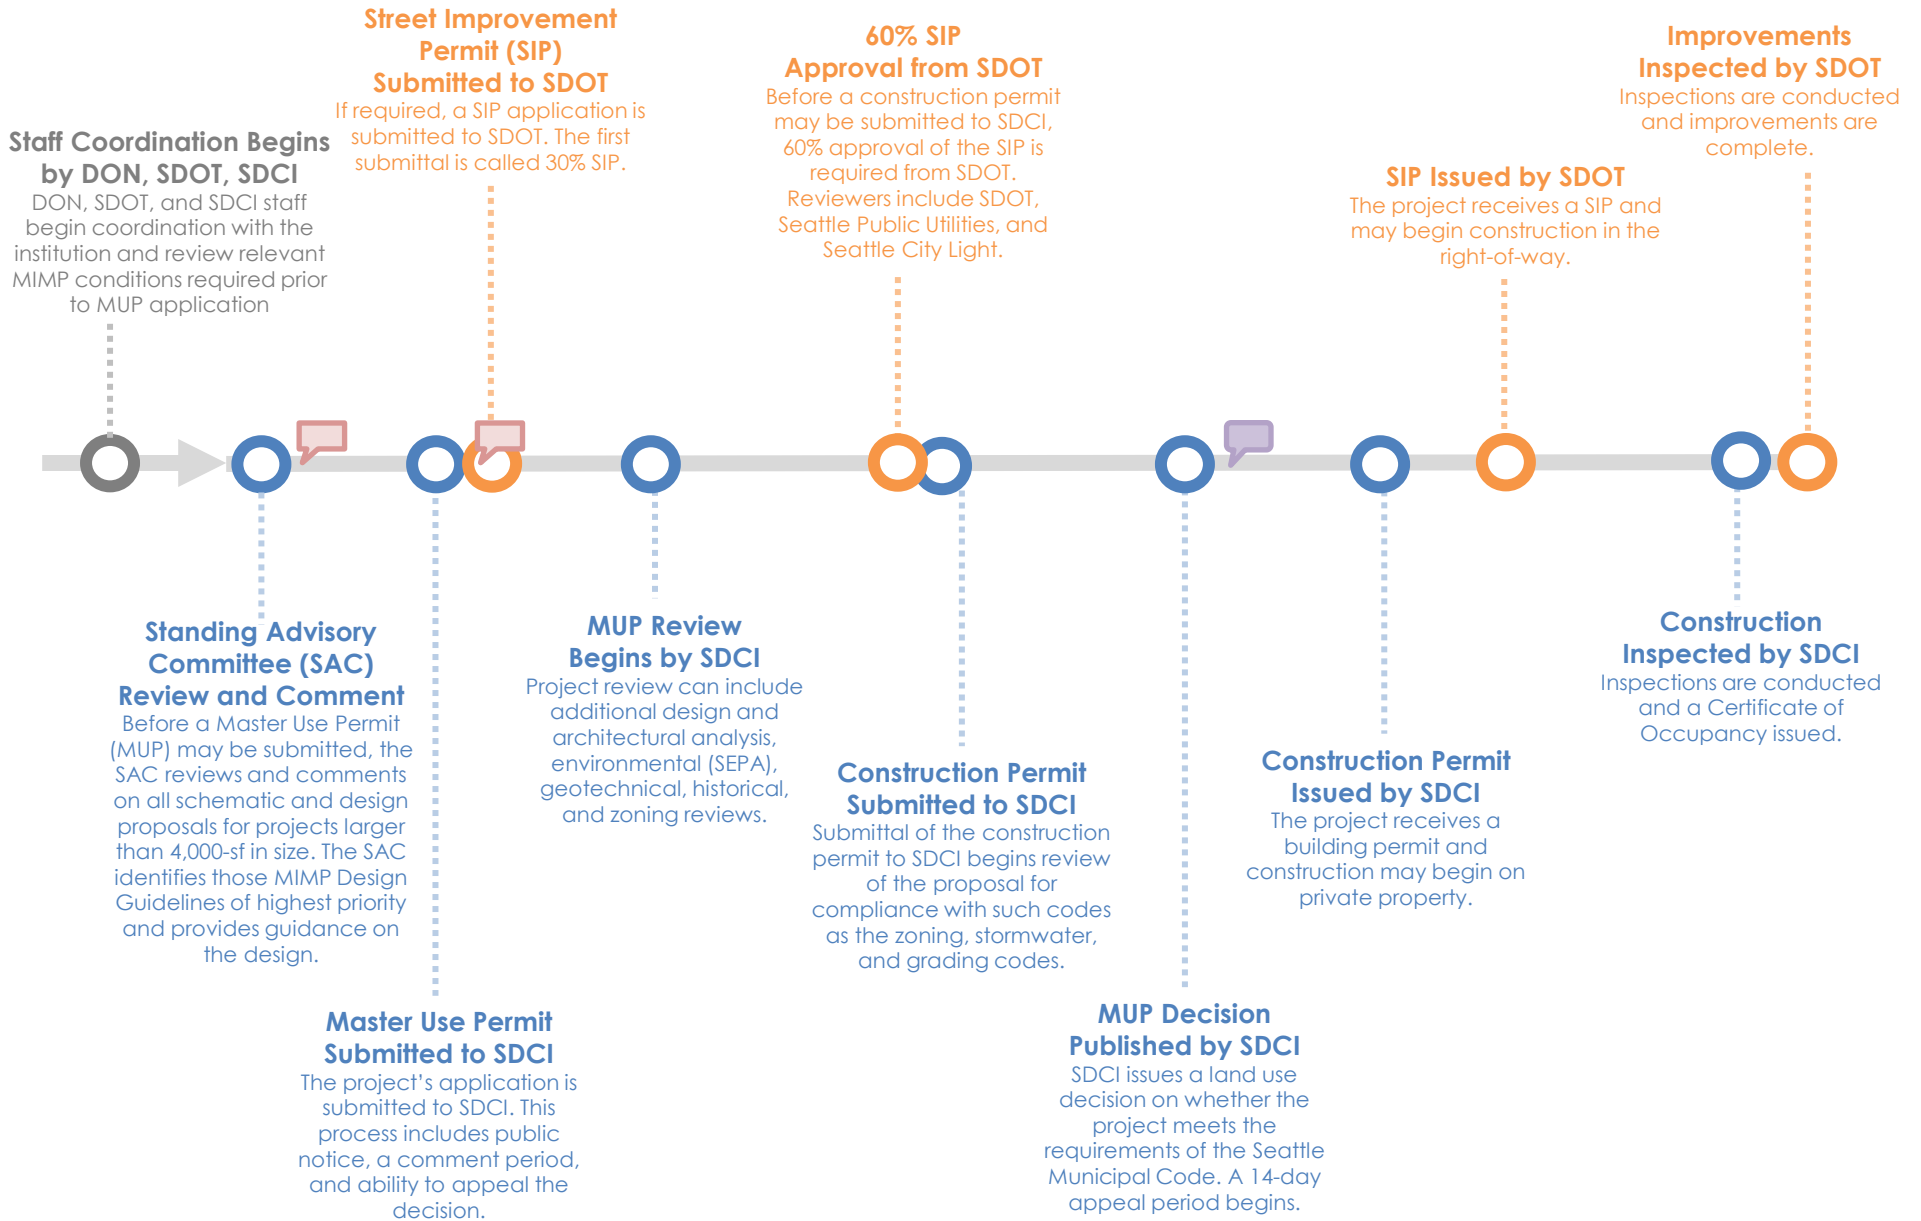 Staff Coordination Begins
by DON, SDOT, SDCI
DON, SDOT, and SDCI staff
begin coordination with the
institution and review relevant
MIMP conditions required prior
to MUP application
Street Improvement
Permit (SIP)
Submitted to SDOT
If required, a SIP application is
submitted to SDOT. The first
submittal is called 30% SIP.
60% SIP
Approval from SDOT
Before a construction permit
may be submitted to SDCI,
60% approval of the SIP is
required from SDOT.
Reviewers include SDOT,
Seattle Public Utilities, and
Seattle City Light.
SIP Issued by SDOT
The project receives a SIP and
may begin construction in the
right-of-way.
Improvements
Inspected by SDOT
Inspections are conducted
and improvements are
complete.
Standing Advisory
Committee (SAC)
Review and Comment
Before a Master Use Permit
(MUP) may be submitted, the
SAC reviews and comments
on all schematic and design
proposals for projects larger
than 4,000-sf in size. The SAC
identifies those MIMP Design
Guidelines of highest priority
and provides guidance on
the design.
Master Use Permit
Submitted to SDCI
The project's application is
submitted to SDCI. This
process includes public
notice, a comment period,
and ability to appeal the
decision.
MUP Review
Begins by SDCI
Project review can include
additional design and
architectural analysis,
environmental (SEPA),
geotechnical, historical,
and zoning reviews.
Construction Permit
Submitted to SDCI
Submittal of the construction
permit to SDCI begins review
of the proposal for
compliance with such codes
as the zoning, stormwater,
and grading codes.
MUP Decision
Published by SDCI
SDCI issues a land use
decision on whether the
project meets the
requirements of the Seattle
Municipal Code. A 14-day
appeal period begins.
Construction Permit
Issued by SDCI
The project receives a
building permit and
construction may begin on
private property.
Construction
Inspected by SDCI
Inspections are conducted
and a Certificate of
Occupancy issued.